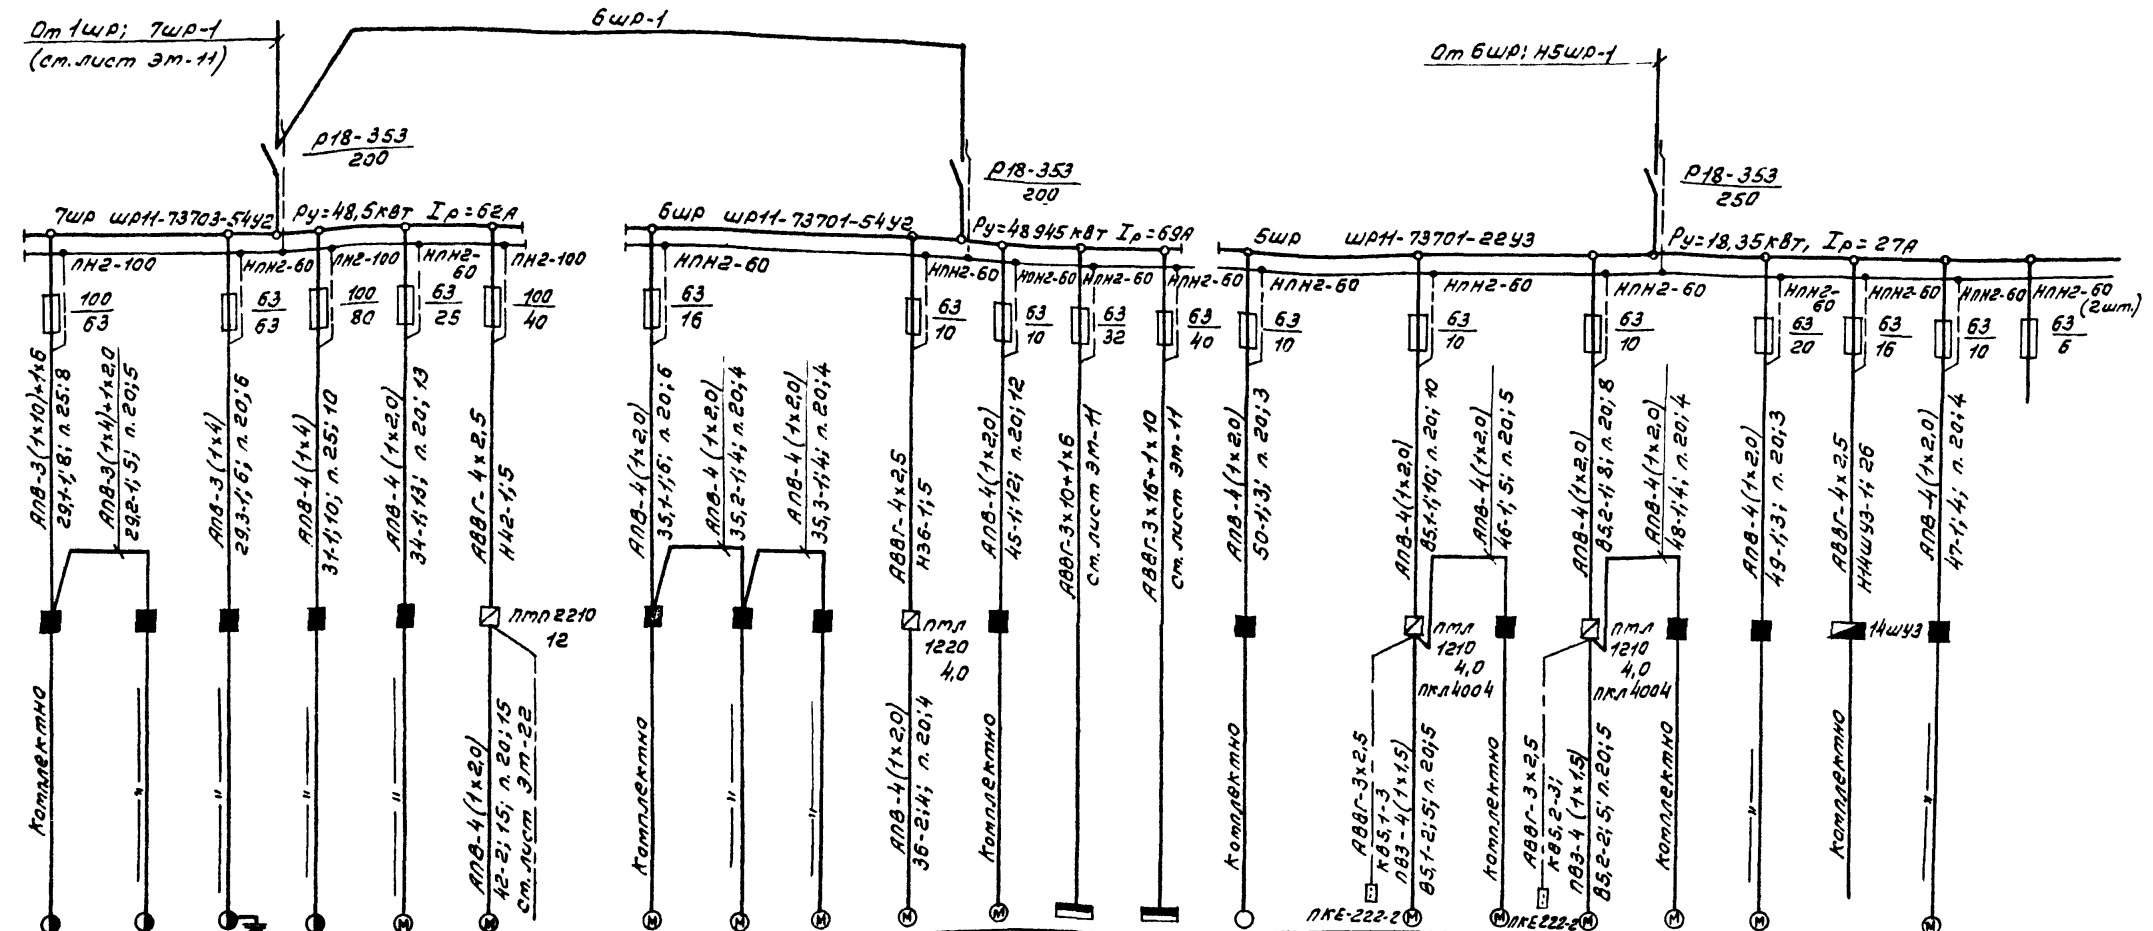 От 1шр; 7шр-1
(см. лист ЭМ-11)
6шр-1
От 6шр; Н5шр-1
Р18-353
200
Р18-353
200
Р18-353
250
7шр шр11-73703-54У2 Ру=48,5кВт Iр=62А
6шр шр11-73701-54У2 Ру=48945кВт Iр=69А
5шр шр11-73701-22У3 Ру=18,35кВт, Iр=27А
ПН2-100
НПН2-60
ПН2-100
НПН2-
60
ПН2-100
НПН2-60
НПН2-60
НПН2-60
НПН2-60
НПН2-60
НПН2-60
НПН2-60
НПН2-60
НПН2-
60
НПН2-60
НПН2-60
НПН2-60
(2шт.)
100
63
63
63
100
80
63
25
100
40
63
16
63
10
63
10
63
32
63
40
63
10
63
10
63
10
63
20
63
16
63
10
63
6
АПВ-3(1х10)+1х6
29,1-1; 8; п. 25; 8
АПВ-3(1х4)+1х2,0
29,2-1; 5; п. 20; 5
АПВ-3(1х4)
29,3-1; 6; п. 20; 6
АПВ-4(1х4)
31-1; 10; п. 25; 10
АПВ-4(1х2,0)
34-1; 13; п. 20; 13
АВВГ-4х2,5
Н42-1; 5
АПВ-4(1х2,0)
35,1-1; 6; п. 20; 6
АПВ-4(1х2,0)
35,2-1; 4; п. 20; 4
АПВ-4(1х2,0)
35,3-1; 4; п. 20; 4
АВВГ-4х2,5
Н36-1; 5
АПВ-4(1х2,0)
45-1; 12; п. 20; 12
АВВГ-3х10+1х6
см. лист ЭМ-11
АВВГ-3х16+1х10
см. лист ЭМ-11
АПВ-4(1х2,0)
50-1; 3; п. 20; 3
АПВ-4(1х2,0)
В5,1-1; 10; п. 20; 10
АПВ-4(1х2,0)
46-1; 5; п. 20; 5
АПВ-4(1х2,0)
В5,2-1; 8; п. 20; 8
АПВ-4(1х2,0)
48-1; 4; п. 20; 4
АПВ-4(1х2,0)
49-1; 3; п. 20; 3
АВВГ-4х2,5
Н14шУ3-1; 26
АПВ-4(1х2,0)
47-1; 4; п. 20; 4
ПМЛ 2210
12
ПМЛ
1220
4,0
ПМЛ
1210
4,0
ПКЛ4004
ПМЛ
1210
4,0
ПКЛ4004
14шУ3
Комплектно
—"—
—"—
—"—
—"—
АПВ-4(1х2,0)
42-2; 15; п. 20; 15
см. лист ЭМ-22
Комплектно
—"—
—"—
АПВ-4(1х2,0)
36-2; 4; п. 20; 4
Комплектно
Комплектно
АВВГ-3х2,5
КВ5,1-3
ПВ3-4(1х1,5)
В5,1-2; 5; п. 20; 5
Комплектно
АВВГ-3х2,5
КВ5,2-3;
ПВ3-4(1х1,5)
В5,2-2; 5; п. 20; 5
Комплектно
—"—
Комплектно
—"—
ПКЕ-222-2
ПКЕ222-2
М
М
М
М
М
М
М
М
М
М
М
М
М